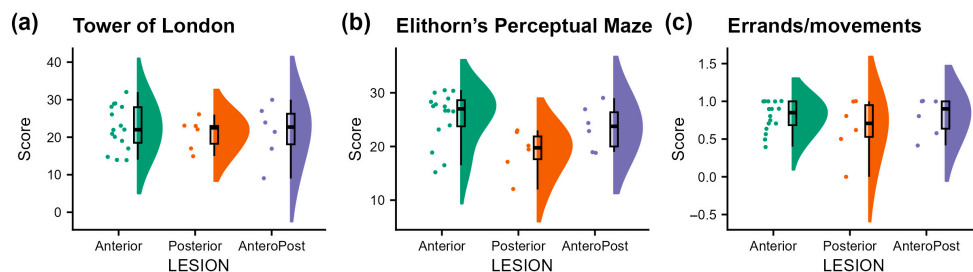 (a) Tower of London
40
30
20
10
0
Score
Anterior Posterior AnteroPost
LESION
(b) Elithorn’s Perceptual Maze
30
20
10
Score
Anterior Posterior AnteroPost
LESION
(c) Errands/movements
1.5
1.0
0.5
0.0
−0.5
Score
Anterior Posterior AnteroPost
LESION